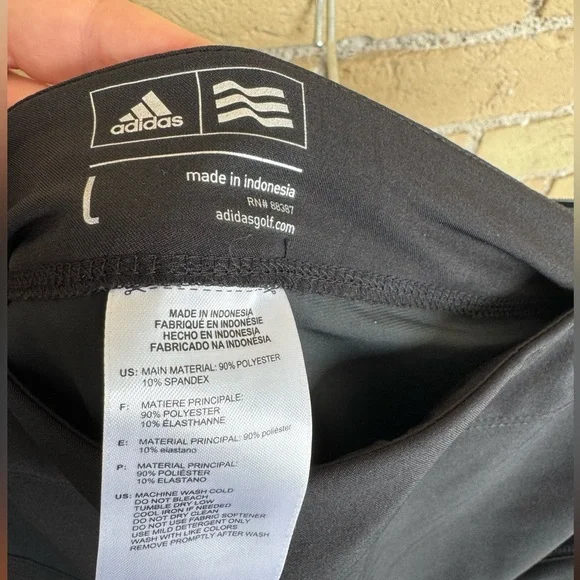 adidas
made in indonesia
L
RN# 88387
adidasgolf.com
MADE IN INDONESIA
FABRIQUÉ EN INDONÉSIE
HECHO EN INDONESIA
FABRICADO NA INDONÉSIA
US: MAIN MATERIAL: 90% POLYESTER
10% SPANDEX
F: MATIERE PRINCIPALE:
90% POLYESTER
10% ÉLASTHANNE
E: MATERIAL PRINCIPAL: 90% poliéster
10% elastano
P: MATERIAL PRINCIPAL:
90% POLIÉSTER
10% ELASTANO
US: MACHINE WASH COLD
DO NOT BLEACH
TUMBLE DRY LOW
COOL IRON IF NEEDED
DO NOT DRY CLEAN
DO NOT USE FABRIC SOFTENER
USE MILD DETERGENT ONLY
WASH WITH LIKE COLORS
REMOVE PROMPTLY AFTER WASH